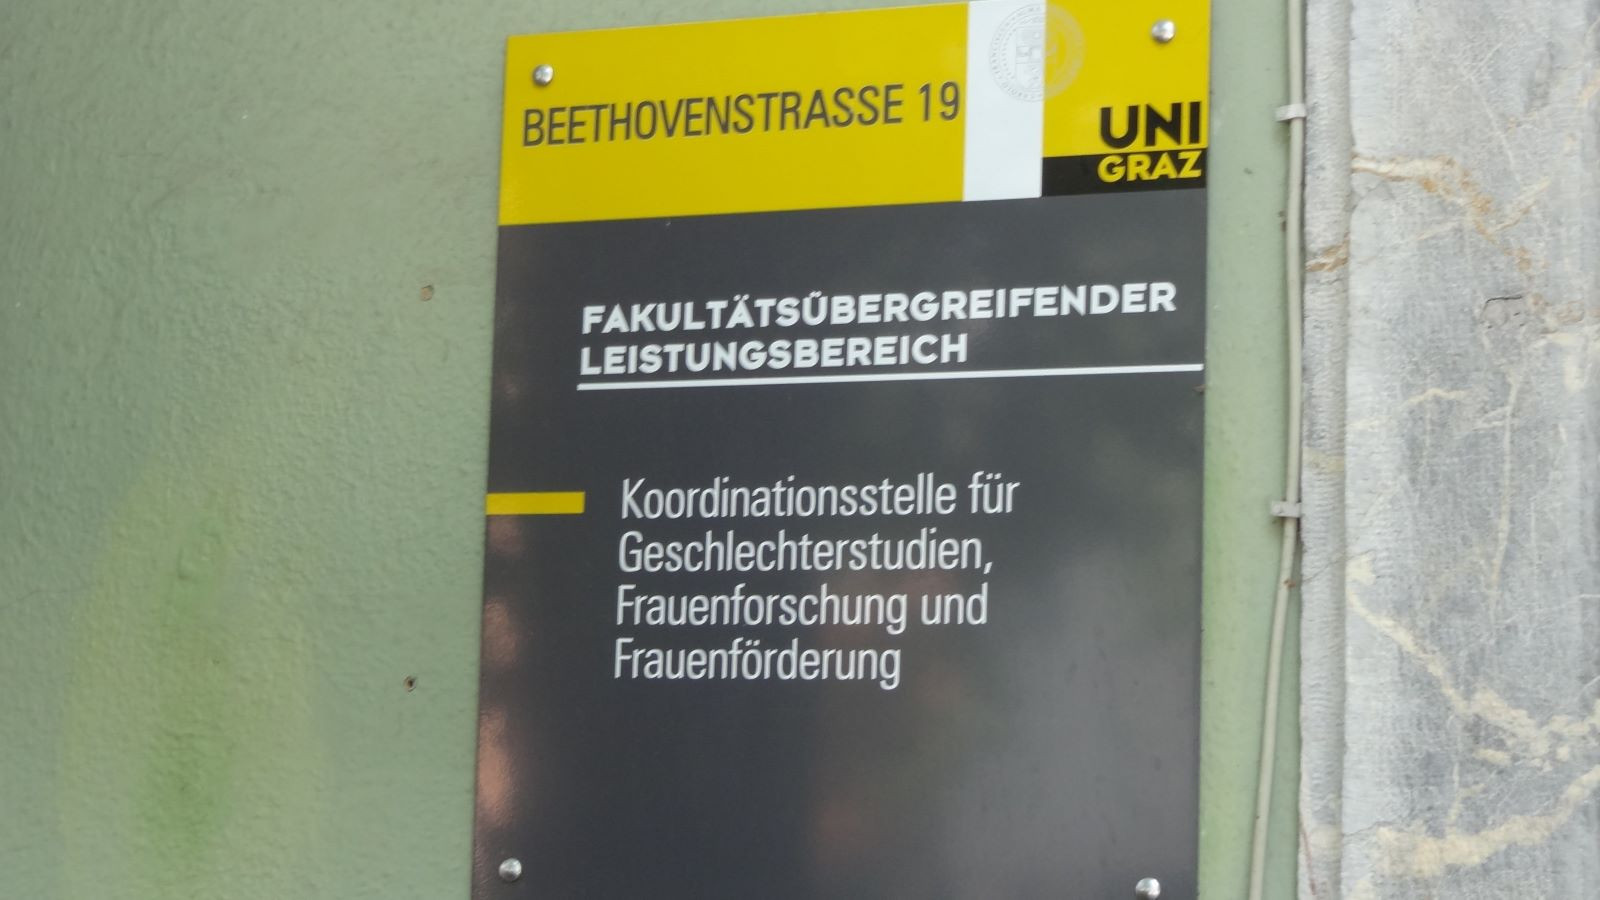 BEETHOVENSTRASSE 19
UNI
GRAZ
FAKULTÄTSÜBERGREIFENDER
LEISTUNGSBEREICH
Koordinationsstelle für
Geschlechterstudien,
Frauenforschung und
Frauenförderung